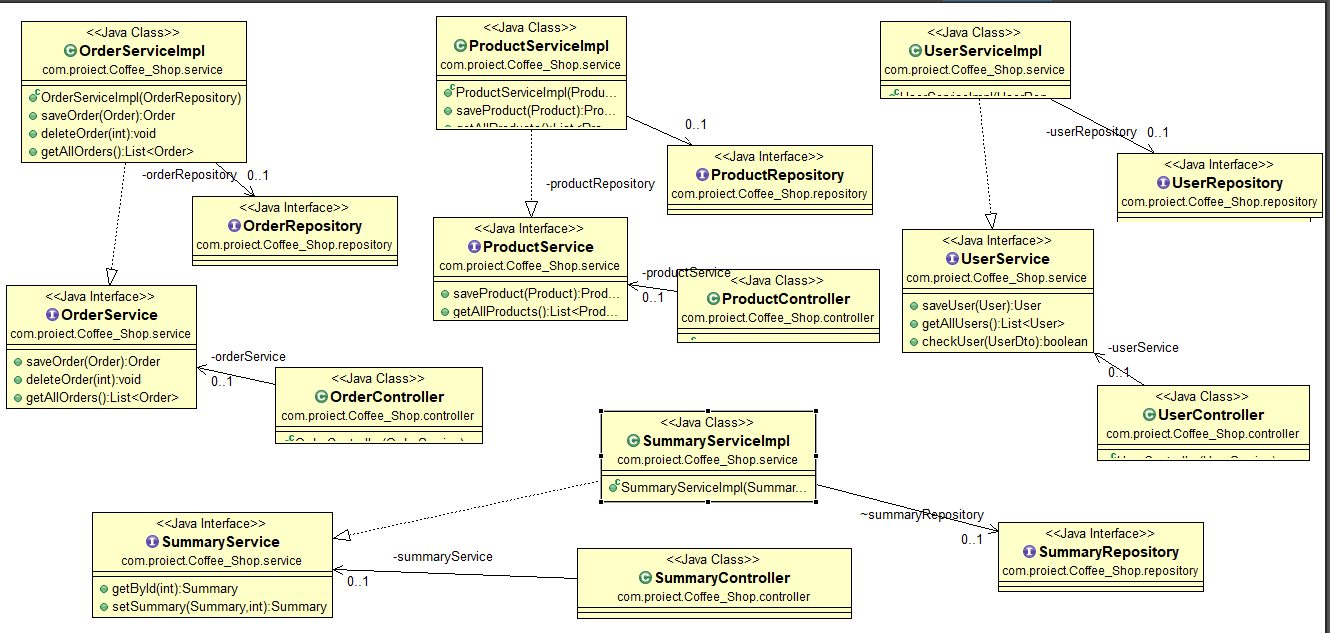 <<Java Class>>
OrderServiceImpl
com.proiect.Coffee_Shop.service
OrderServiceImpl(OrderRepository)
saveOrder(Order):Order
deleteOrder(int):void
getAllOrders():List<Order>
<<Java Class>>
ProductServiceImpl
com.proiect.Coffee_Shop.service
ProductServiceImpl(Produ...
saveProduct(Product):Pro...
getAllProducts():List<Pro...
<<Java Class>>
UserServiceImpl
com.proiect.Coffee_Shop.service
-orderRepository 0..1
<<Java Interface>>
OrderRepository
com.proiect.Coffee_Shop.repository
0..1
-productRepository
<<Java Interface>>
ProductRepository
com.proiect.Coffee_Shop.repository
-userRepository 0..1
<<Java Interface>>
UserRepository
com.proiect.Coffee_Shop.repository
<<Java Interface>>
OrderService
com.proiect.Coffee_Shop.service
saveOrder(Order):Order
deleteOrder(int):void
getAllOrders():List<Order>
<<Java Interface>>
ProductService
com.proiect.Coffee_Shop.service
saveProduct(Product):Prod...
getAllProducts():List<Prod...
-productService
0..1
<<Java Class>>
ProductController
com.proiect.Coffee_Shop.controller
<<Java Interface>>
UserService
com.proiect.Coffee_Shop.service
saveUser(User):User
getAllUsers():List<User>
checkUser(UserDto):boolean
-orderService
0..1
<<Java Class>>
OrderController
com.proiect.Coffee_Shop.controller
-userService
0..1
<<Java Class>>
UserController
com.proiect.Coffee_Shop.controller
<<Java Class>>
SummaryServiceImpl
com.proiect.Coffee_Shop.service
SummaryServiceImpl(Summar...
~summaryRepository
0..1
<<Java Interface>>
SummaryRepository
com.proiect.Coffee_Shop.repository
<<Java Interface>>
SummaryService
com.proiect.Coffee_Shop.service
getById(int):Summary
setSummary(Summary,int):Summary
-summaryService
0..1
<<Java Class>>
SummaryController
com.proiect.Coffee_Shop.controller